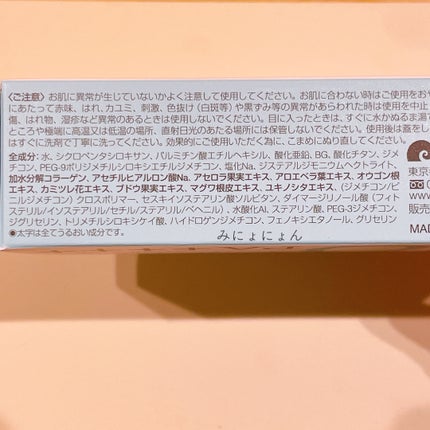 〈ご注意〉お肌に異常が生じていないかよく注意して使用してください。お肌に合わない時はご使用をおや
にあたって赤味、はれ、カユミ、刺激、色抜け(白斑等)や黒ずみ等の異常があらわれた時は使用を中止
傷、はれ物、湿疹など異常のあるときは使用しないでください。目に入ったときは、すぐに水かぬるま湯で
ところや極端に高温又は低温の場所、直射日光のあたる場所には保管しないでください。使用後は蓋をし
はすぐに洗剤で丁寧に洗ってください。効果的にご使用いただく為に、こまめにぬり直してください。
全成分: 水、シクロペンタシロキサン、パルミチン酸エチルヘキシル、酸化亜鉛、BG、酸化チタン、ジメ
チコン、PEG-9ポリジメチルシロキシエチルジメチコン、塩化Na、ジステアルジモニウムヘクトライト
加水分解コラーゲン、アセチルヒアルロン酸Na、アセロラ果実エキス、アロエベラ葉エキス、オウゴン根
エキス、カミツレ花エキス、ブドウ果実エキス、マグワ根皮エキス、ユキノシタエキス、(ジメチコン/ビ
ニルジメチコン)クロスポリマー、セスキイソステアリン酸ソルビタン、ダイマージリノール酸(フィト
ステリル/イソステアリル/セチル/ステアリル/ベヘニル)、水酸化Al、ステアリン酸、PEG-3ジメチコン、
ジグリセリン、トリメチルシロキシケイ酸、ハイドロゲンジメチコン、フェノキシエタノール、グリセリン
●太字は全てうるおい成分です。
東京
www.
販売
MAD
みにょにょん